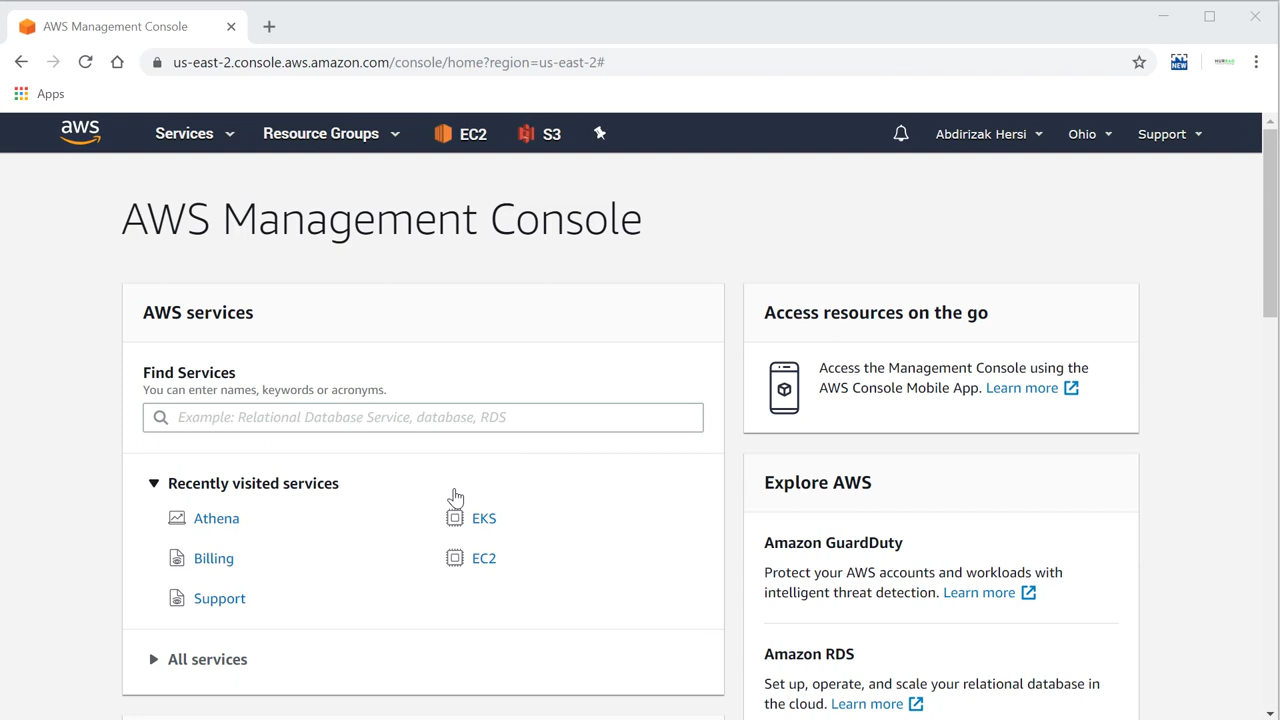 AWS Management Console
us-east-2.console.aws.amazon.com/console/home?region=us-east-2#
NEW
Apps
aws
Services
Resource Groups
EC2
S3
Abdirizak Hersi
Ohio
Support
AWS Management Console
AWS services
Find Services
You can enter names, keywords or acronyms.
Example: Relational Database Service, database, RDS
Recently visited services
Athena
EKS
Billing
EC2
Support
All services
Access resources on the go
Access the Management Console using the
AWS Console Mobile App. Learn more
Explore AWS
Amazon GuardDuty
Protect your AWS accounts and workloads with
intelligent threat detection. Learn more
Amazon RDS
Set up, operate, and scale your relational database in
the cloud. Learn more